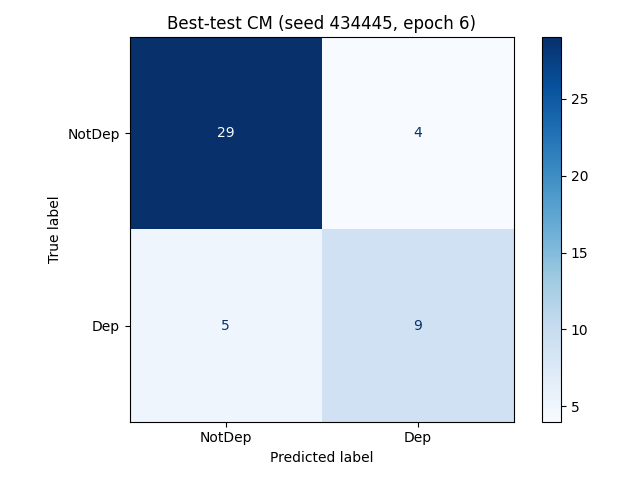 Best-test CM (seed 434445, epoch 6)
NotDep
29
4
25
20
15
10
5
True label
Dep
5
9
NotDep
Dep
Predicted label